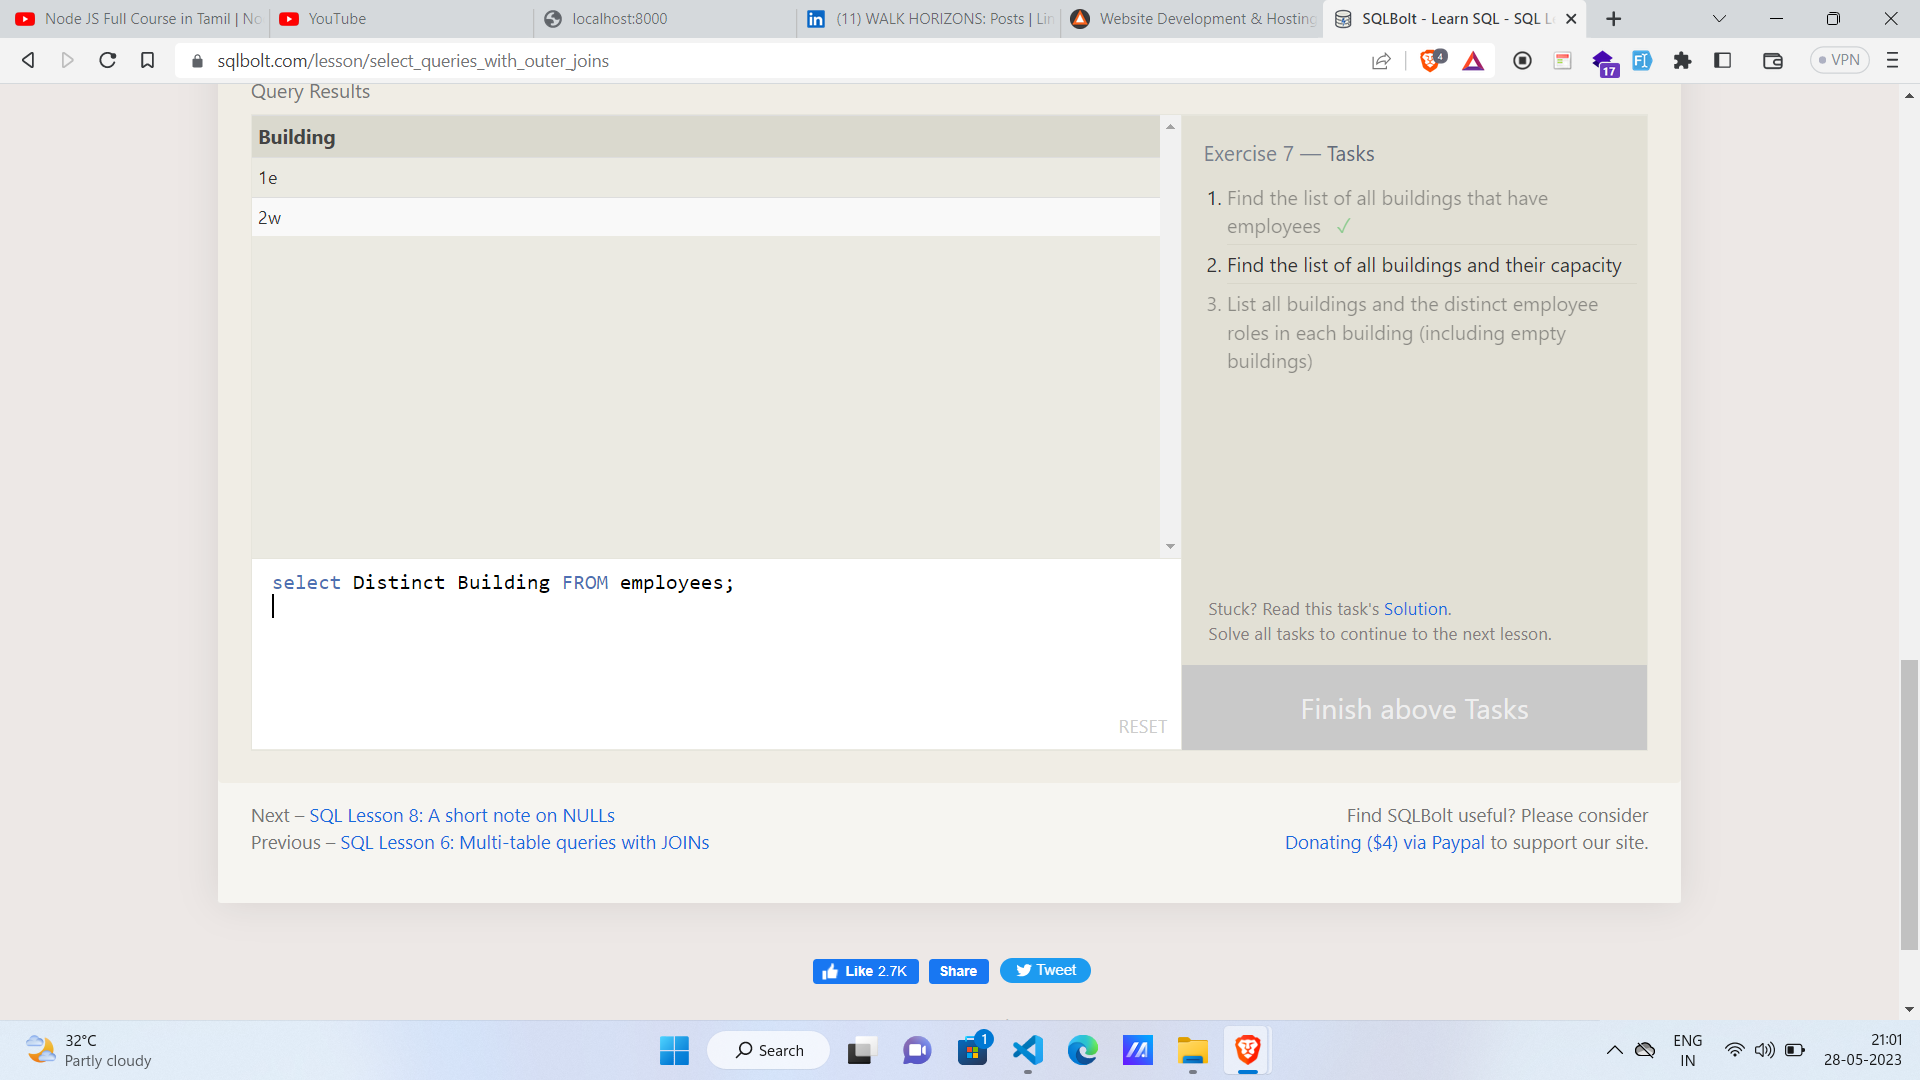 Node JS Full Course in Tamil | No
YouTube
localhost:8000
(11) WALK HORIZONS: Posts | Lin
Website Development & Hosting
SQLBolt - Learn SQL - SQL L
sqlbolt.com/lesson/select_queries_with_outer_joins
4
17
VPN
Query Results
Building
1e
2w
Exercise 7 — Tasks
1. Find the list of all buildings that have
employees ✓
2. Find the list of all buildings and their capacity
3. List all buildings and the distinct employee
roles in each building (including empty
buildings)
select Distinct Building FROM employees;
RESET
Stuck? Read this task's Solution.
Solve all tasks to continue to the next lesson.
Finish above Tasks
Next – SQL Lesson 8: A short note on NULLs
Previous – SQL Lesson 6: Multi-table queries with JOINs
Find SQLBolt useful? Please consider
Donating ($4) via Paypal to support our site.
Like 2.7K
Share
Tweet
32°C
Partly cloudy
Search
1
ENG
IN
21:01
28-05-2023